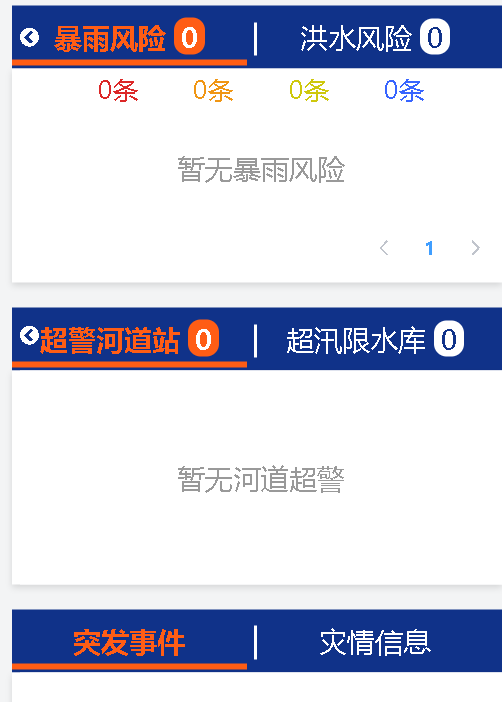 暴雨风险 0 | 洪水风险 0
0条 0条 0条 0条
暂无暴雨风险
1
超警河道站 0 | 超汛限水库 0
暂无河道超警
突发事件 | 灾情信息